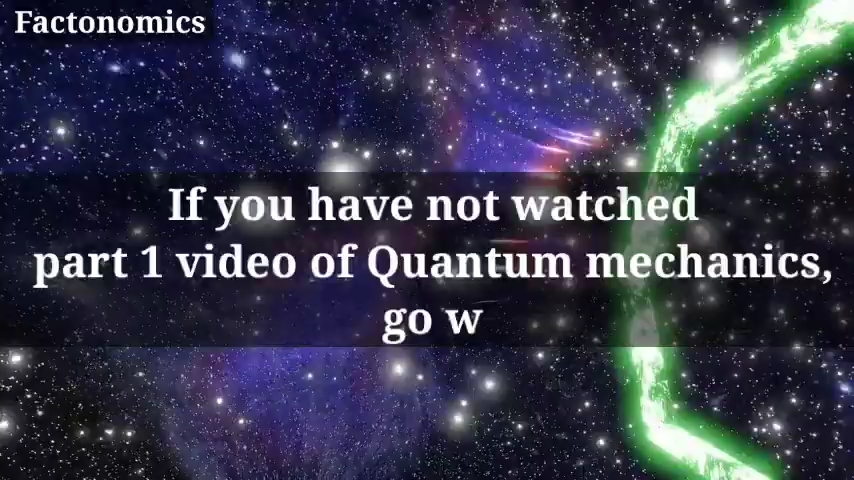 Factonomics
If you have not watched
part 1 video of Quantum mechanics,
go w